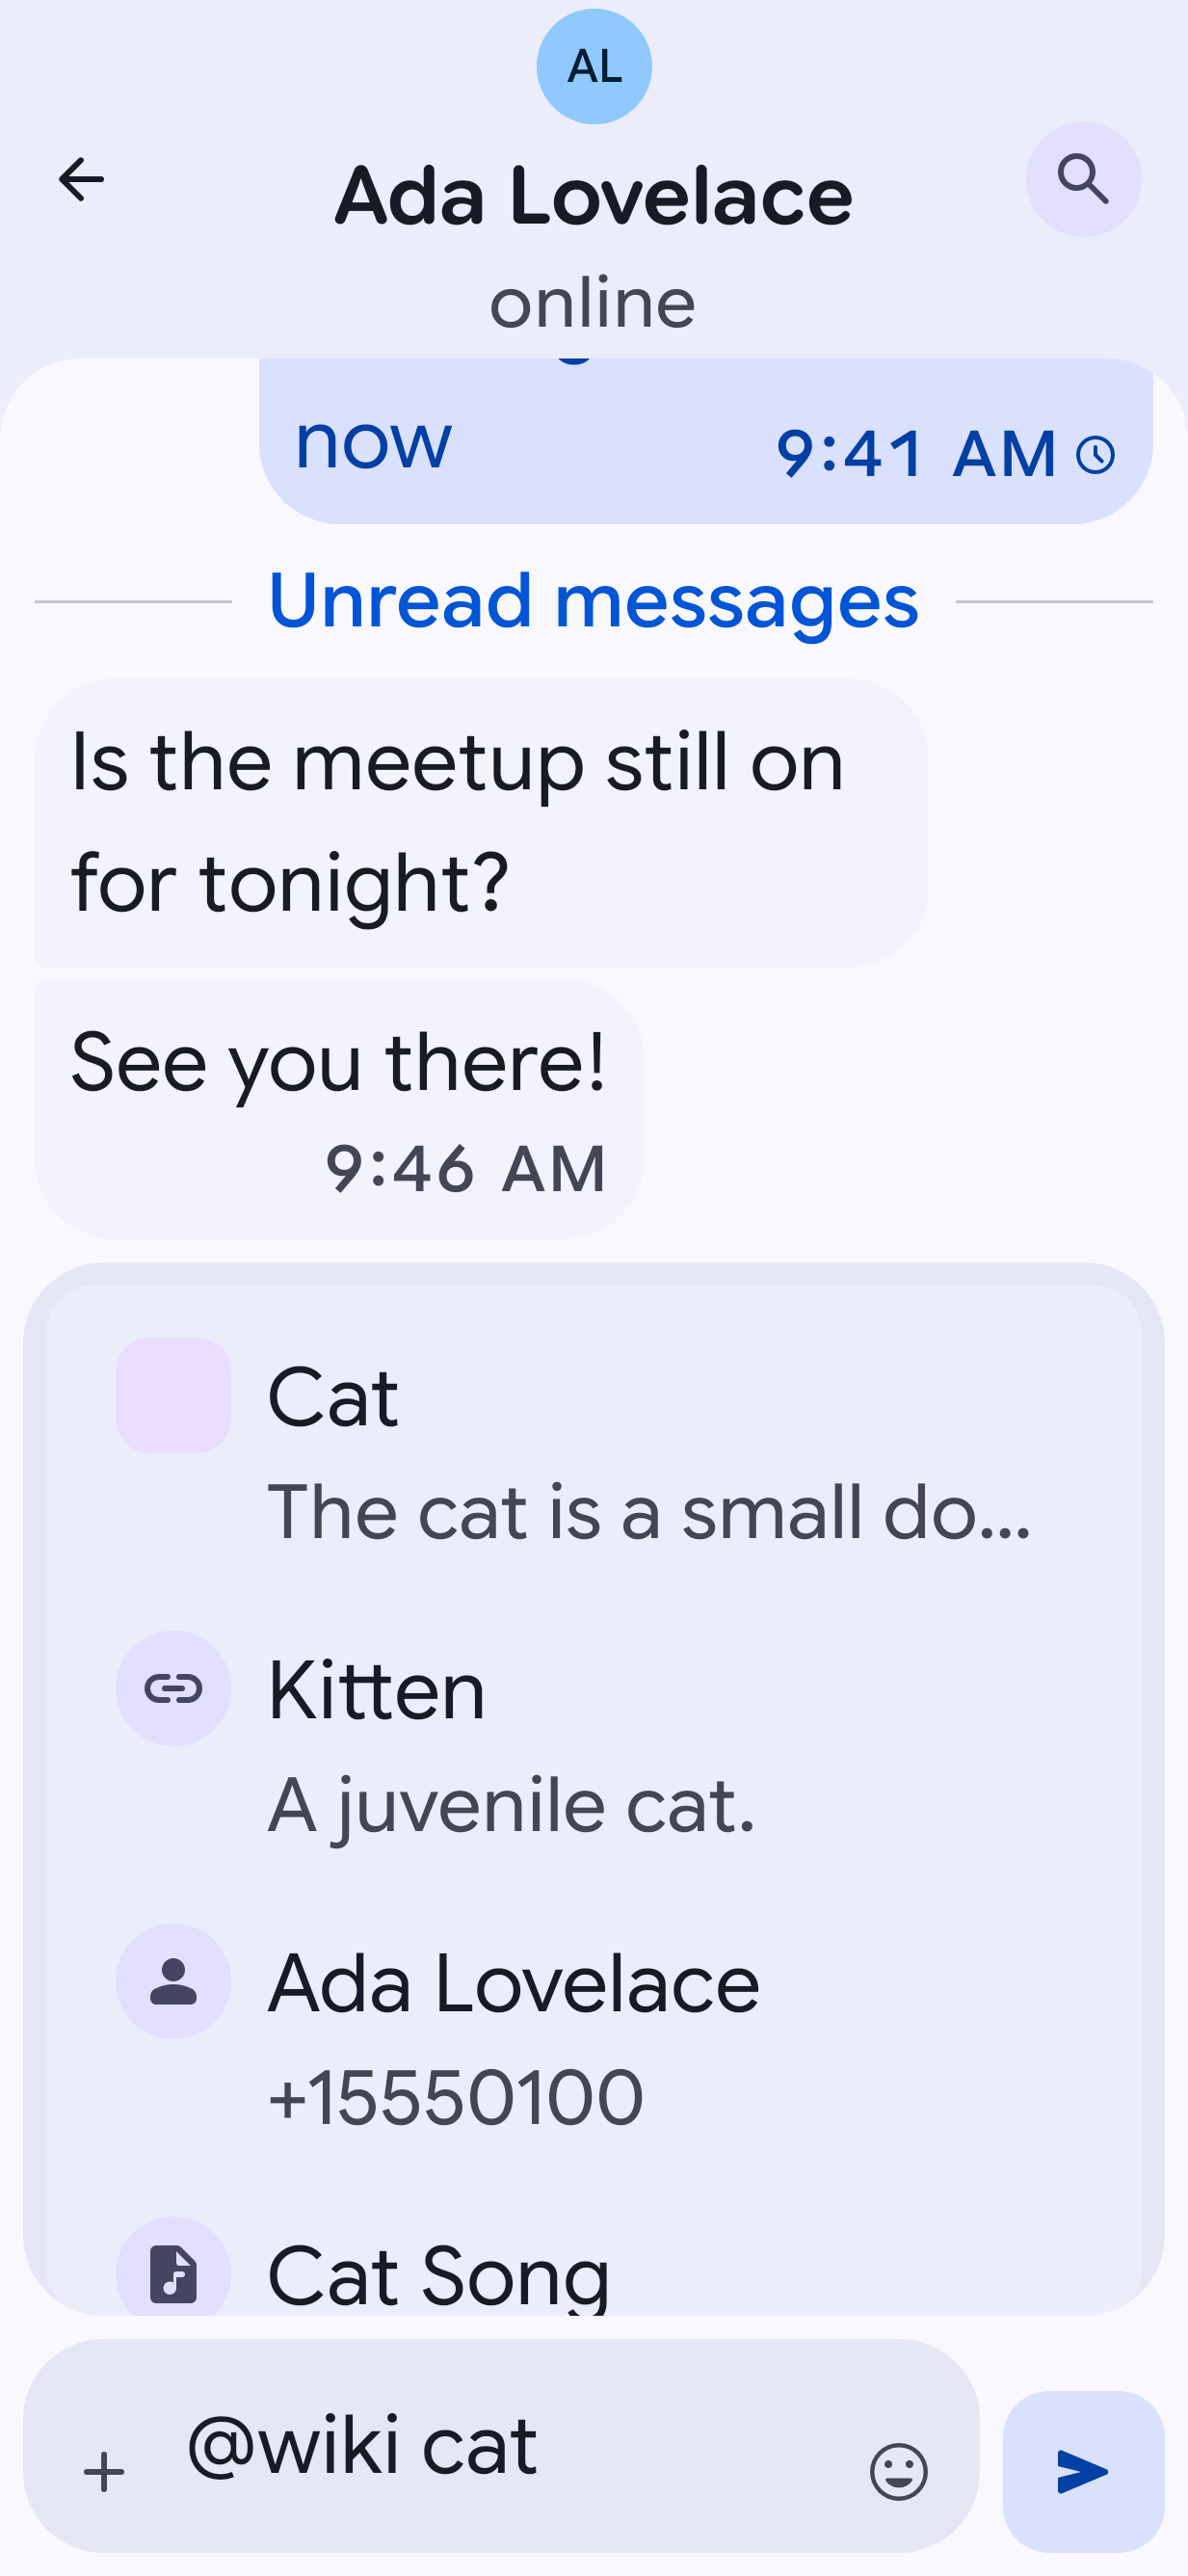 AL
Ada Lovelace
online
now
9:41 AM
Unread messages
Is the meetup still on
for tonight?
See you there!
9:46 AM
Cat
The cat is a small do...
Kitten
A juvenile cat.
Ada Lovelace
+15550100
Cat Song
@wiki cat